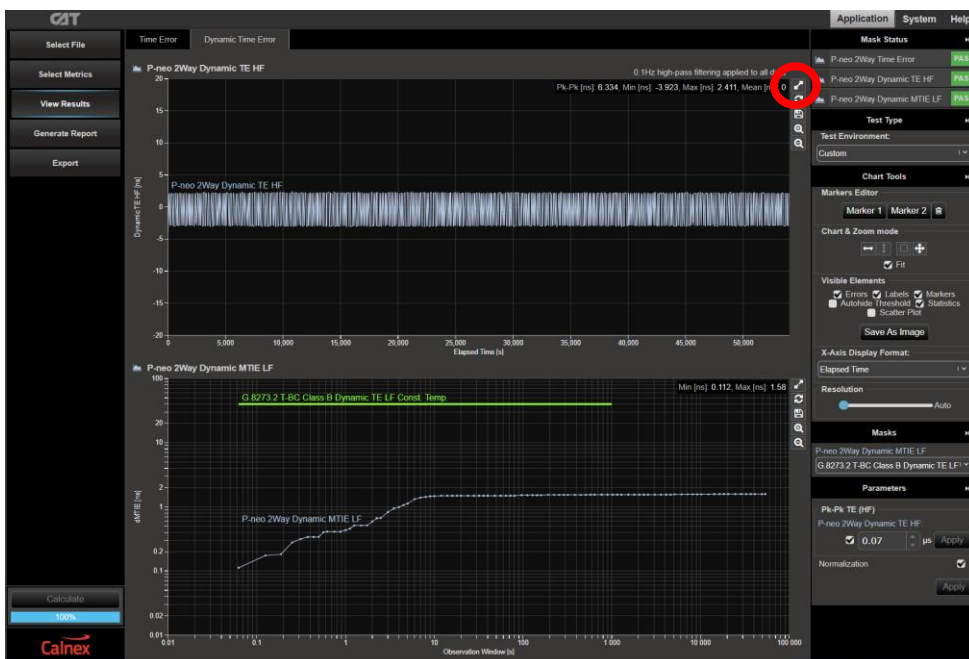 CAT
Application System Help
Select File
Select Metrics
View Results
Generate Report
Export
Calculate
100%
Calnex
Time Error Dynamic Time Error
P-neo 2Way Dynamic TE HF
0.1Hz high-pass filtering applied to all
Pk-Pk [ns]: 6.334, Min [ns]: -3.923, Max [ns]: 2.411, Mean 0
P-neo 2Way Dynamic TE HF
Dynamic TE HF [ns]
20
15
10
5
0
-5
-10
-15
-20
0 5,000 10,000 15,000 20,000 25,000 30,000 35,000 40,000 45,000 50,000
Elapsed Time [s]
P-neo 2Way Dynamic MTIE LF
Min [ns]: 0.112, Max [ns]: 1.58
G.8273.2 T-BC Class B Dynamic TE LF Const. Temp
P-neo 2Way Dynamic MTIE LF
dMTIE [ns]
100
20
10
2
1
0.2
0.1
0.02
0.01
0.01 0.1 1 10 100 1 000 10 000 100 000
Observation Window [s]
Mask Status
P-neo 2Way Time Error PAS
P-neo 2Way Dynamic TE HF PAS
P-neo 2Way Dynamic MTIE LF PAS
Test Type
Test Environment:
Custom
Chart Tools
Markers Editor
Marker 1 Marker 2
Chart & Zoom mode
Fit
Visible Elements
Errors Labels Markers
Autohide Threshold Statistics
Scatter Plot
Save As Image
X-Axis Display Format:
Elapsed Time
Resolution
Auto
Masks
P-neo 2Way Dynamic MTIE LF
G.8273.2 T-BC Class B Dynamic TE LF
Parameters
Pk-Pk TE (HF)
P-neo 2Way Dynamic TE HF:
0.07 µs Apply
Normalization
Apply